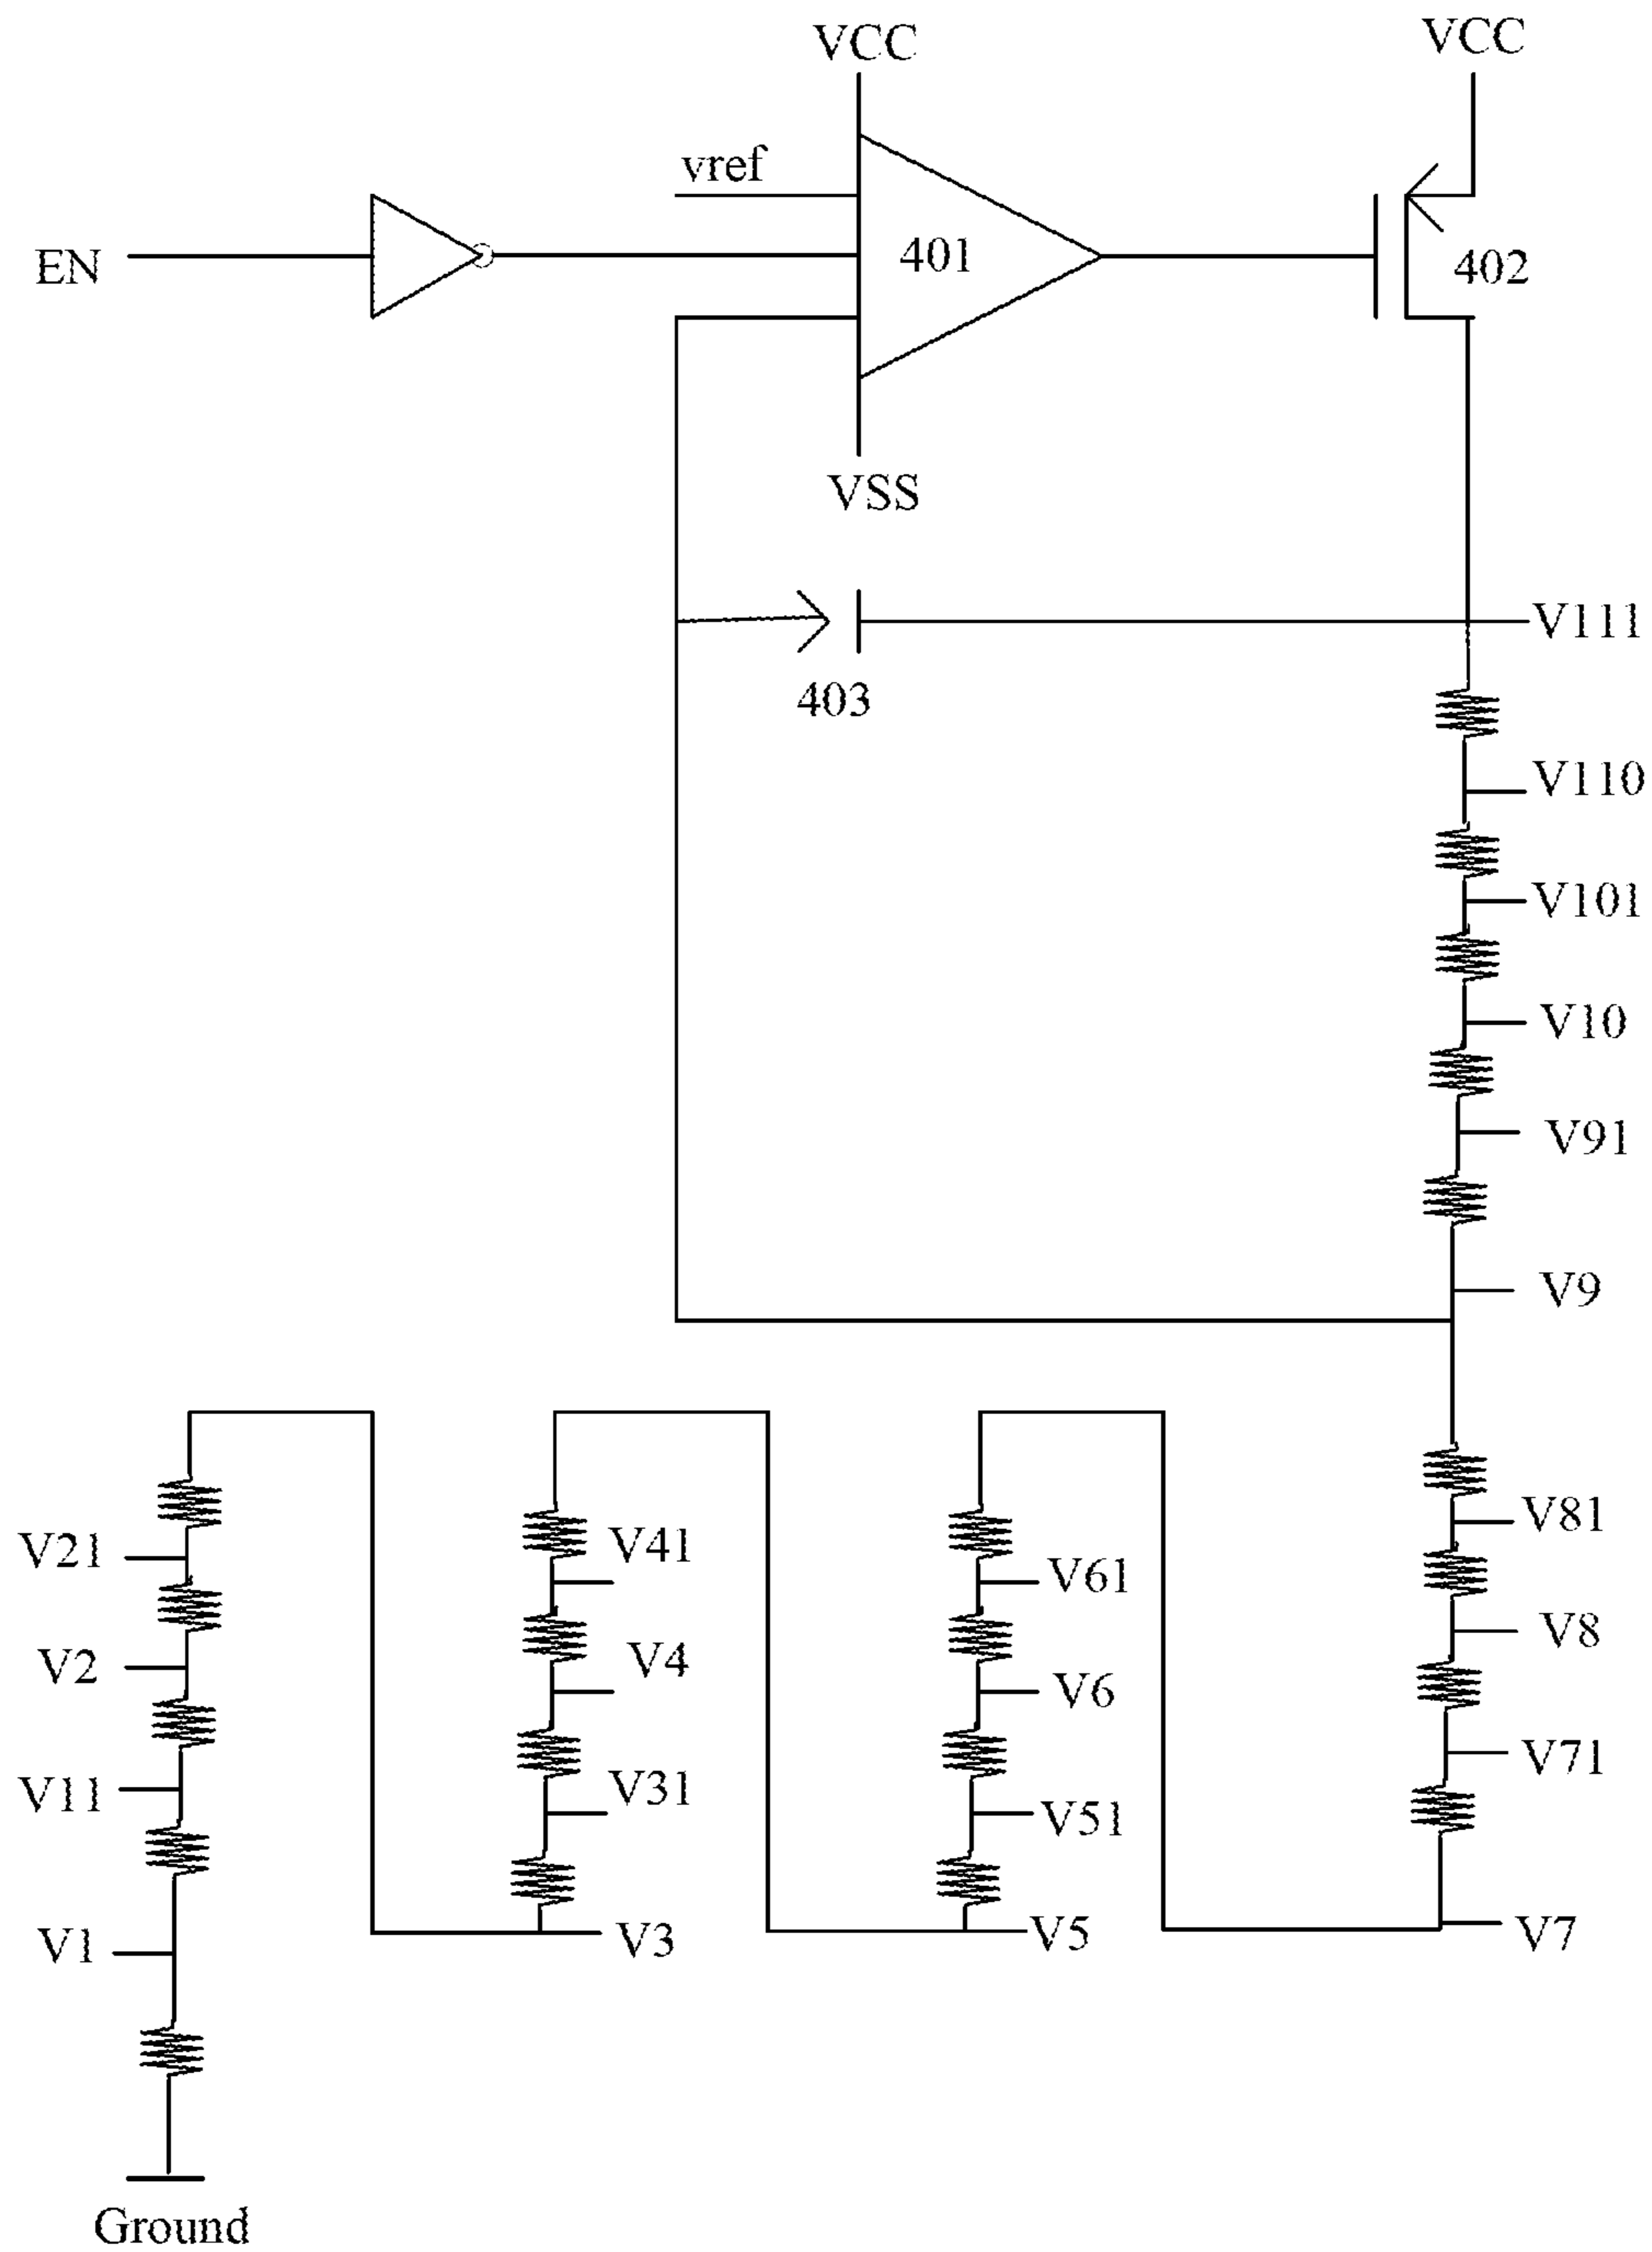 VCC
VCC
vref
EN
401
402
VSS
V111
403
V110
V101
V10
V91
V9
V81
V21
V41
V61
V8
V2
V4
V6
V71
V11
V31
V51
V1
V3
V5
V7
Ground